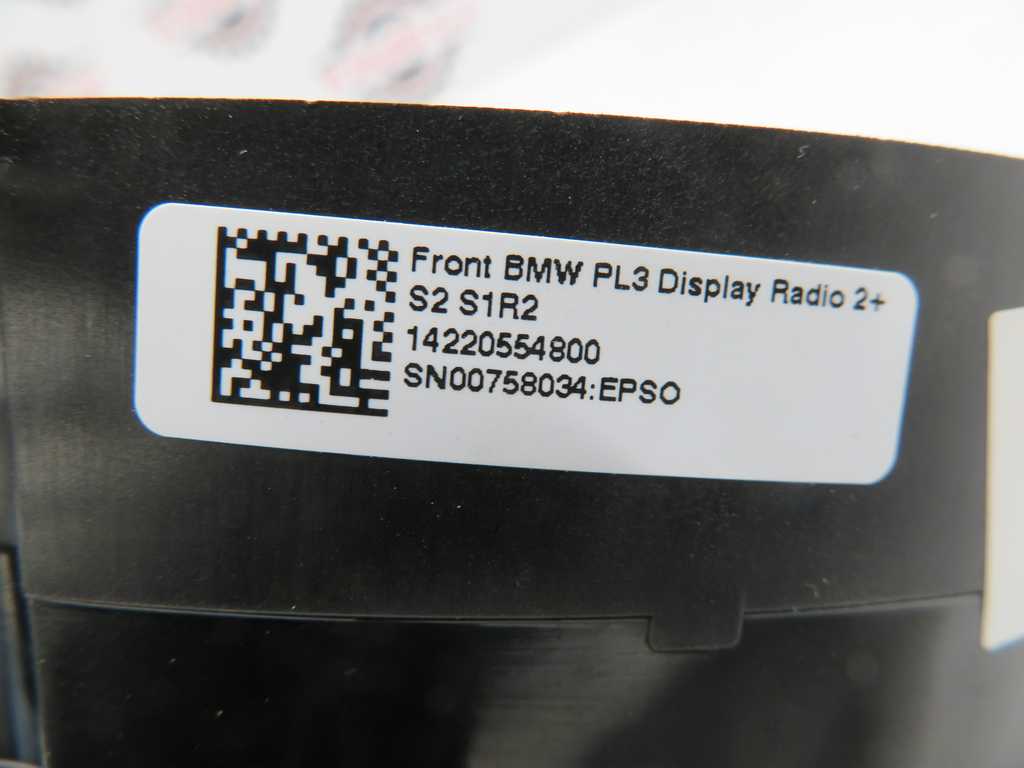 Front BMW PL3 Display Radio 2+
S2 S1R2
14220554800
SN00758034:EPSO